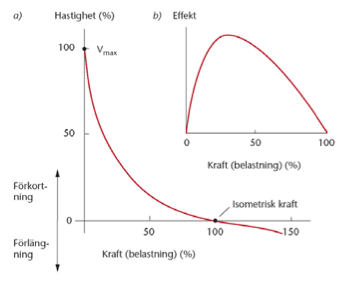 a)
Hastighet (%)
100
Vmax
50
Förkort-
ning
0
Förläng-
ning
50
100
150
Isometrisk kraft
Kraft (belastning) (%)
b)
Effekt
0
50
100
Kraft (belastning) (%)